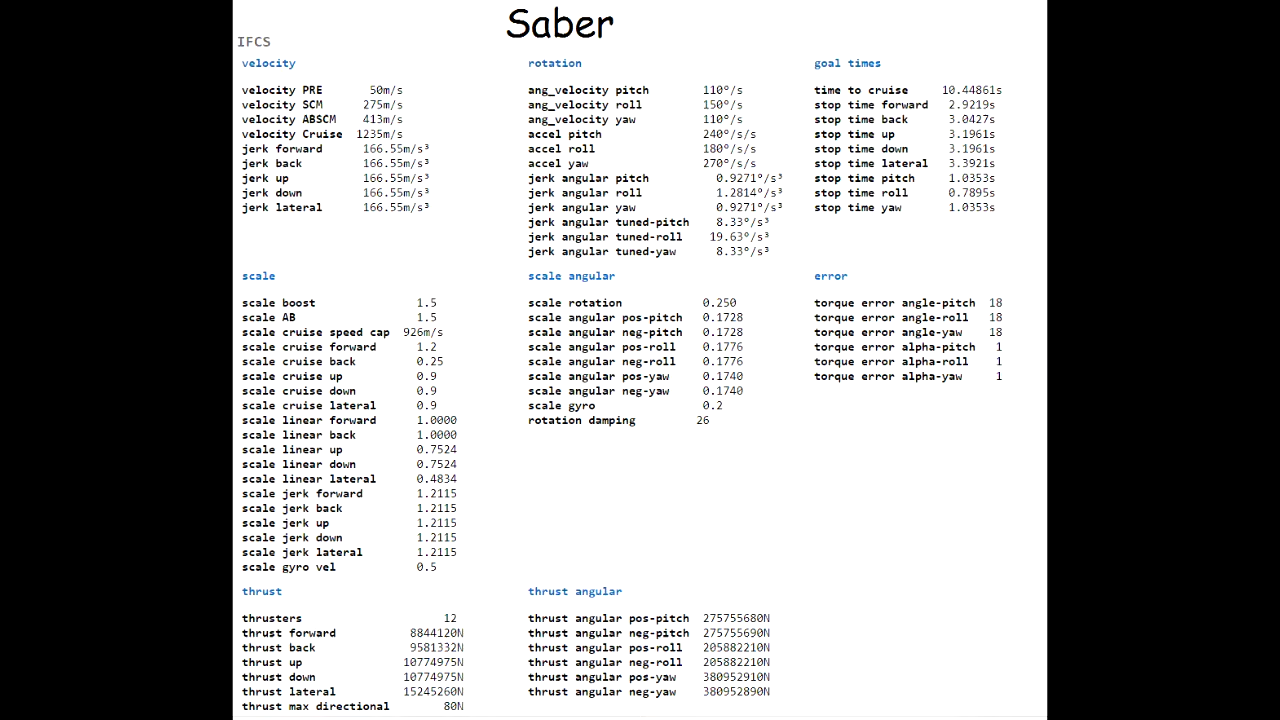 Saber
IFCS
velocity
velocity PRE 50m/s
velocity SCM 275m/s
velocity ABSCM 413m/s
velocity Cruise 1235m/s
jerk forward 166.55m/s³
jerk back 166.55m/s³
jerk up 166.55m/s³
jerk down 166.55m/s³
jerk lateral 166.55m/s³
rotation
ang_velocity pitch 110°/s
ang_velocity roll 150°/s
ang_velocity yaw 110°/s
accel pitch 240°/s/s
accel roll 180°/s/s
accel yaw 270°/s/s
jerk angular pitch 0.9271°/s³
jerk angular roll 1.2814°/s³
jerk angular yaw 0.9271°/s³
jerk angular tuned-pitch 8.33°/s³
jerk angular tuned-roll 19.63°/s³
jerk angular tuned-yaw 8.33°/s³
goal times
time to cruise 10.44861s
stop time forward 2.9219s
stop time back 3.0427s
stop time up 3.1961s
stop time down 3.1961s
stop time lateral 3.3921s
stop time pitch 1.0353s
stop time roll 0.7895s
stop time yaw 1.0353s
scale
scale boost 1.5
scale AB 1.5
scale cruise speed cap 926m/s
scale cruise forward 1.2
scale cruise back 0.25
scale cruise up 0.9
scale cruise down 0.9
scale cruise lateral 0.9
scale linear forward 1.0000
scale linear back 1.0000
scale linear up 0.7524
scale linear down 0.7524
scale linear lateral 0.4834
scale jerk forward 1.2115
scale jerk back 1.2115
scale jerk up 1.2115
scale jerk down 1.2115
scale jerk lateral 1.2115
scale gyro vel 0.5
scale angular
scale rotation 0.250
scale angular pos-pitch 0.1728
scale angular neg-pitch 0.1728
scale angular pos-roll 0.1776
scale angular neg-roll 0.1776
scale angular pos-yaw 0.1740
scale angular neg-yaw 0.1740
scale gyro 0.2
rotation damping 26
error
torque error angle-pitch 18
torque error angle-roll 18
torque error angle-yaw 18
torque error alpha-pitch 1
torque error alpha-roll 1
torque error alpha-yaw 1
thrust
thrusters 12
thrust forward 8844120N
thrust back 9581332N
thrust up 10774975N
thrust down 10774975N
thrust lateral 15245260N
thrust max directional 80N
thrust angular
thrust angular pos-pitch 275755680N
thrust angular neg-pitch 275755690N
thrust angular pos-roll 205882210N
thrust angular neg-roll 205882210N
thrust angular pos-yaw 380952910N
thrust angular neg-yaw 380952890N